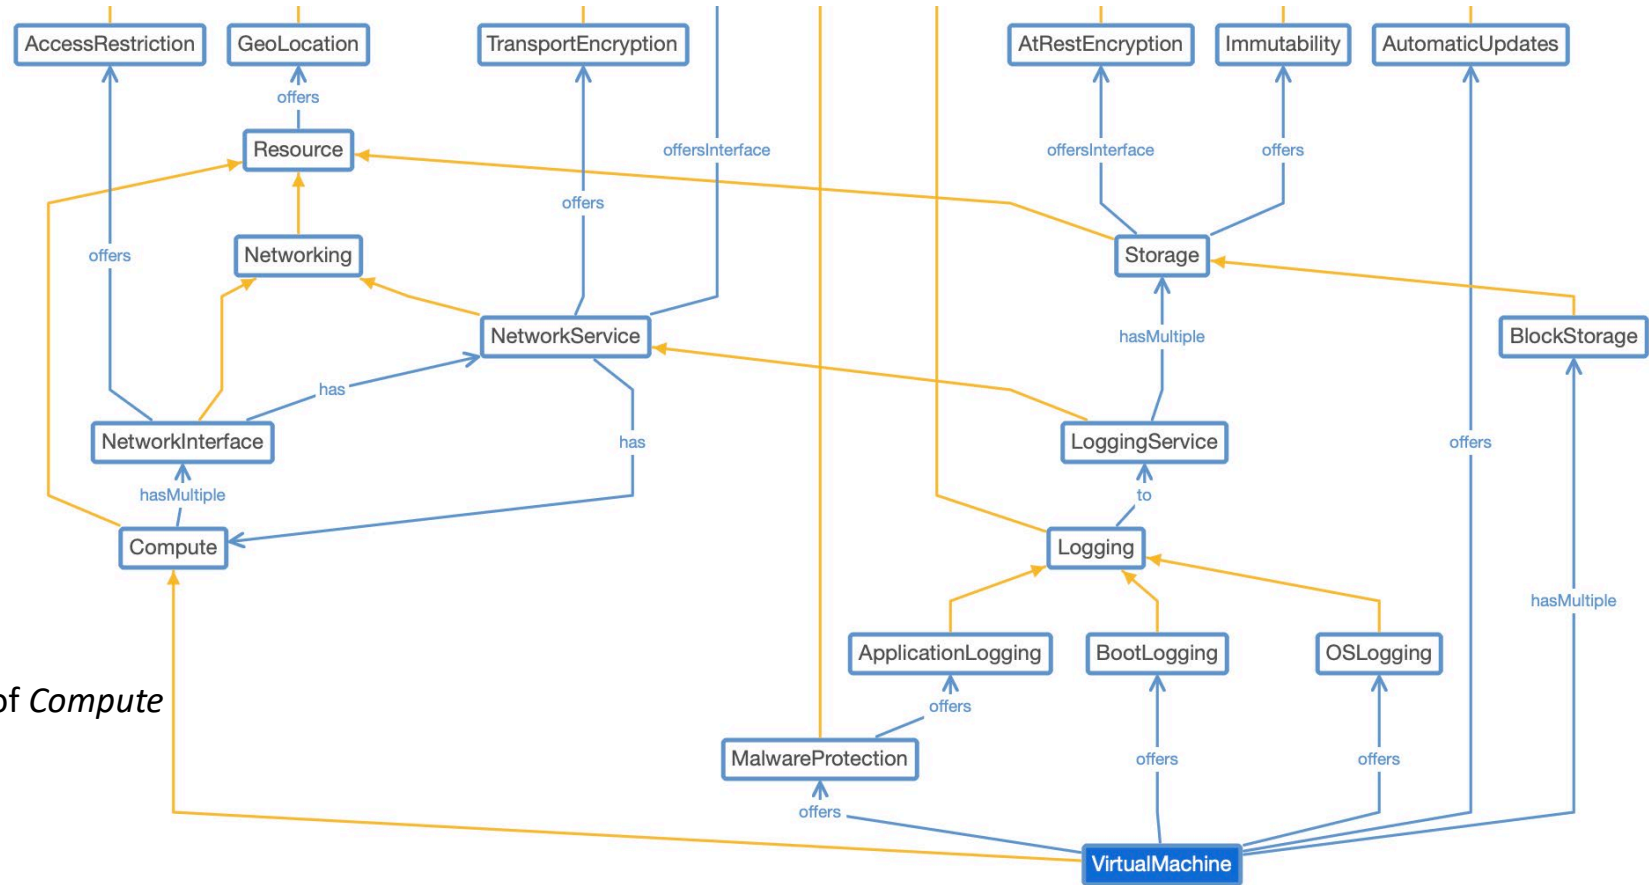 AccessRestriction
GeoLocation
TransportEncryption
AtRestEncryption
Immutability
AutomaticUpdates
offers
Resource
offersInterface
offersInterface
offers
offers
offers
Networking
Storage
NetworkService
hasMultiple
BlockStorage
has
NetworkInterface
has
LoggingService
offers
hasMultiple
to
Compute
Logging
hasMultiple
ApplicationLogging
BootLogging
OSLogging
of Compute
offers
MalwareProtection
offers
offers
offers
VirtualMachine